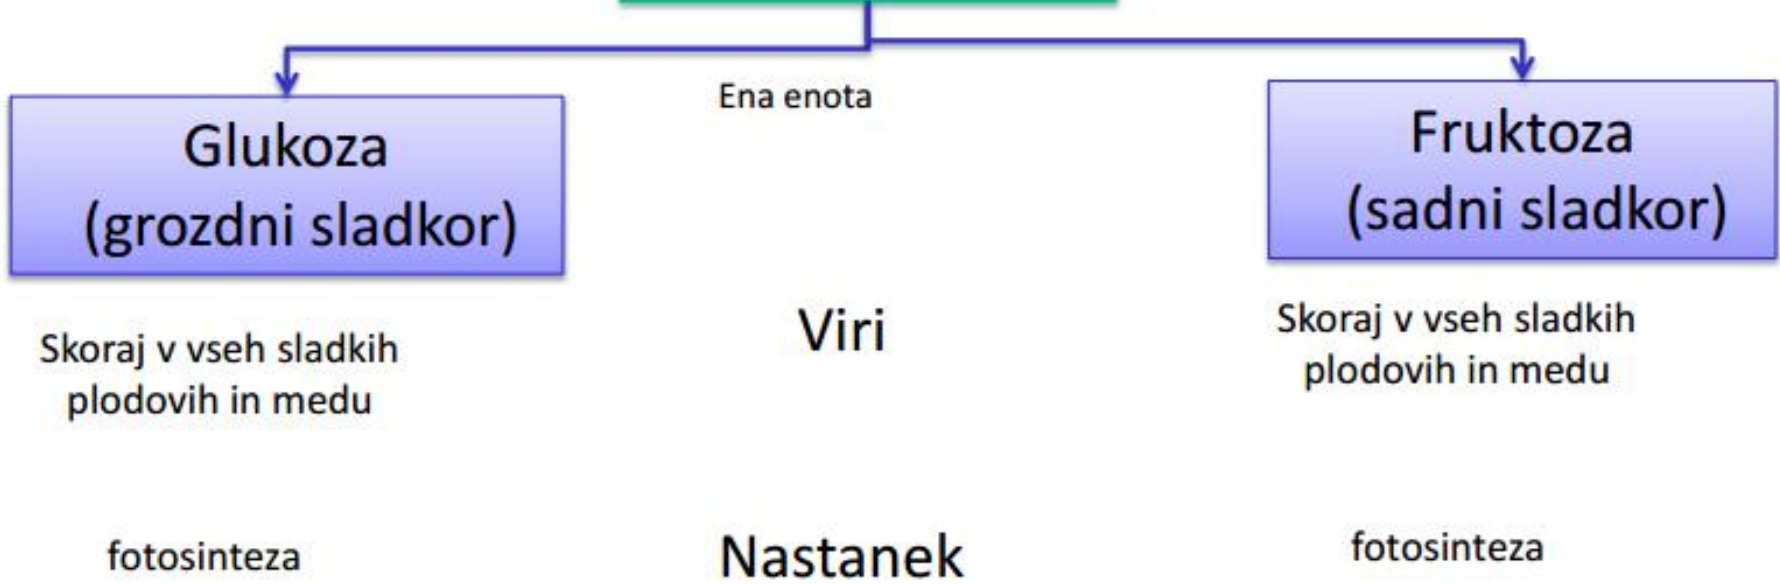 Ena enota
Glukoza
(grozdni sladkor)
Fruktoza
(sadni sladkor)
Skoraj v vseh sladkih
plodovih in medu
Viri
Skoraj v vseh sladkih
plodovih in medu
fotosinteza
Nastanek
fotosinteza